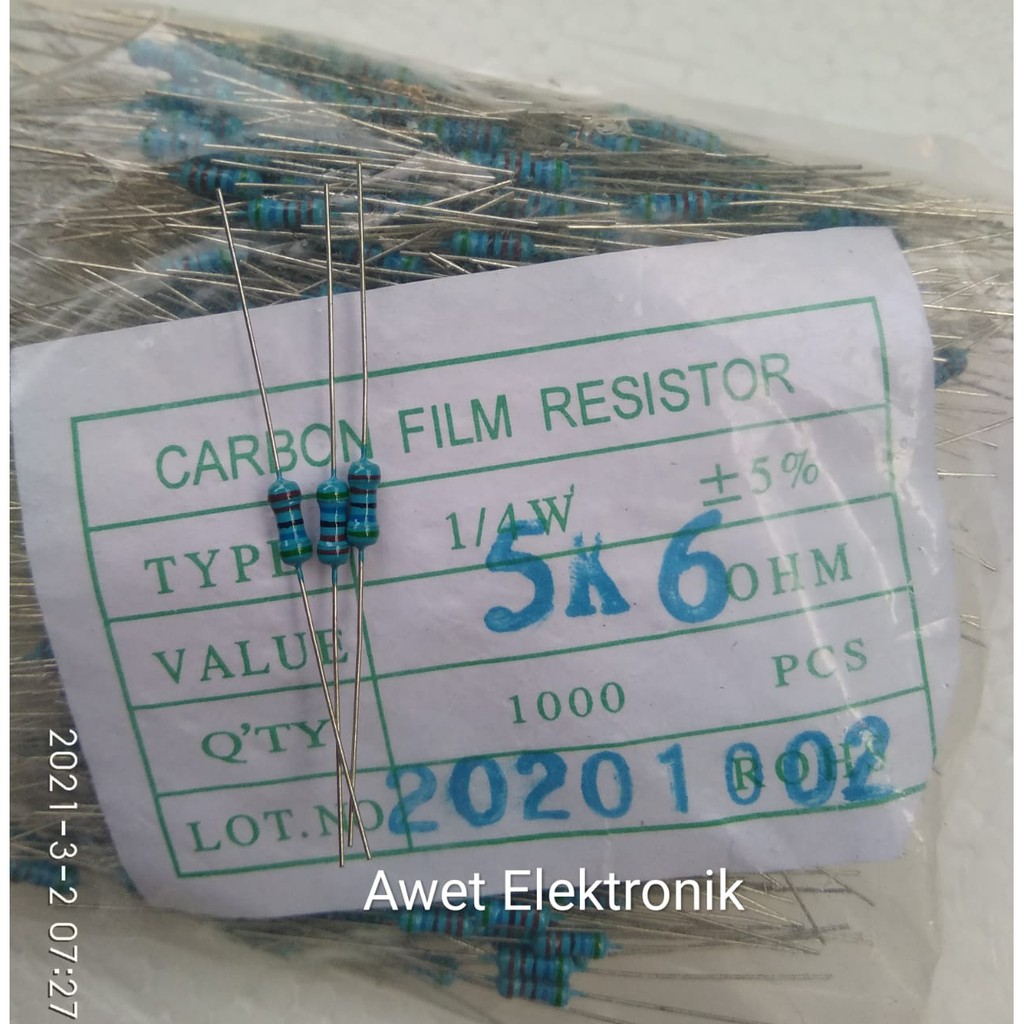 CARBON FILM RESISTOR
TYPE 1/4W ±5%
VALUE 5K6 OHM
Q'TY 1000 PCS
LOT.NO 20201002 ROHS
Awet Elektronik
2021-3-2 07:27